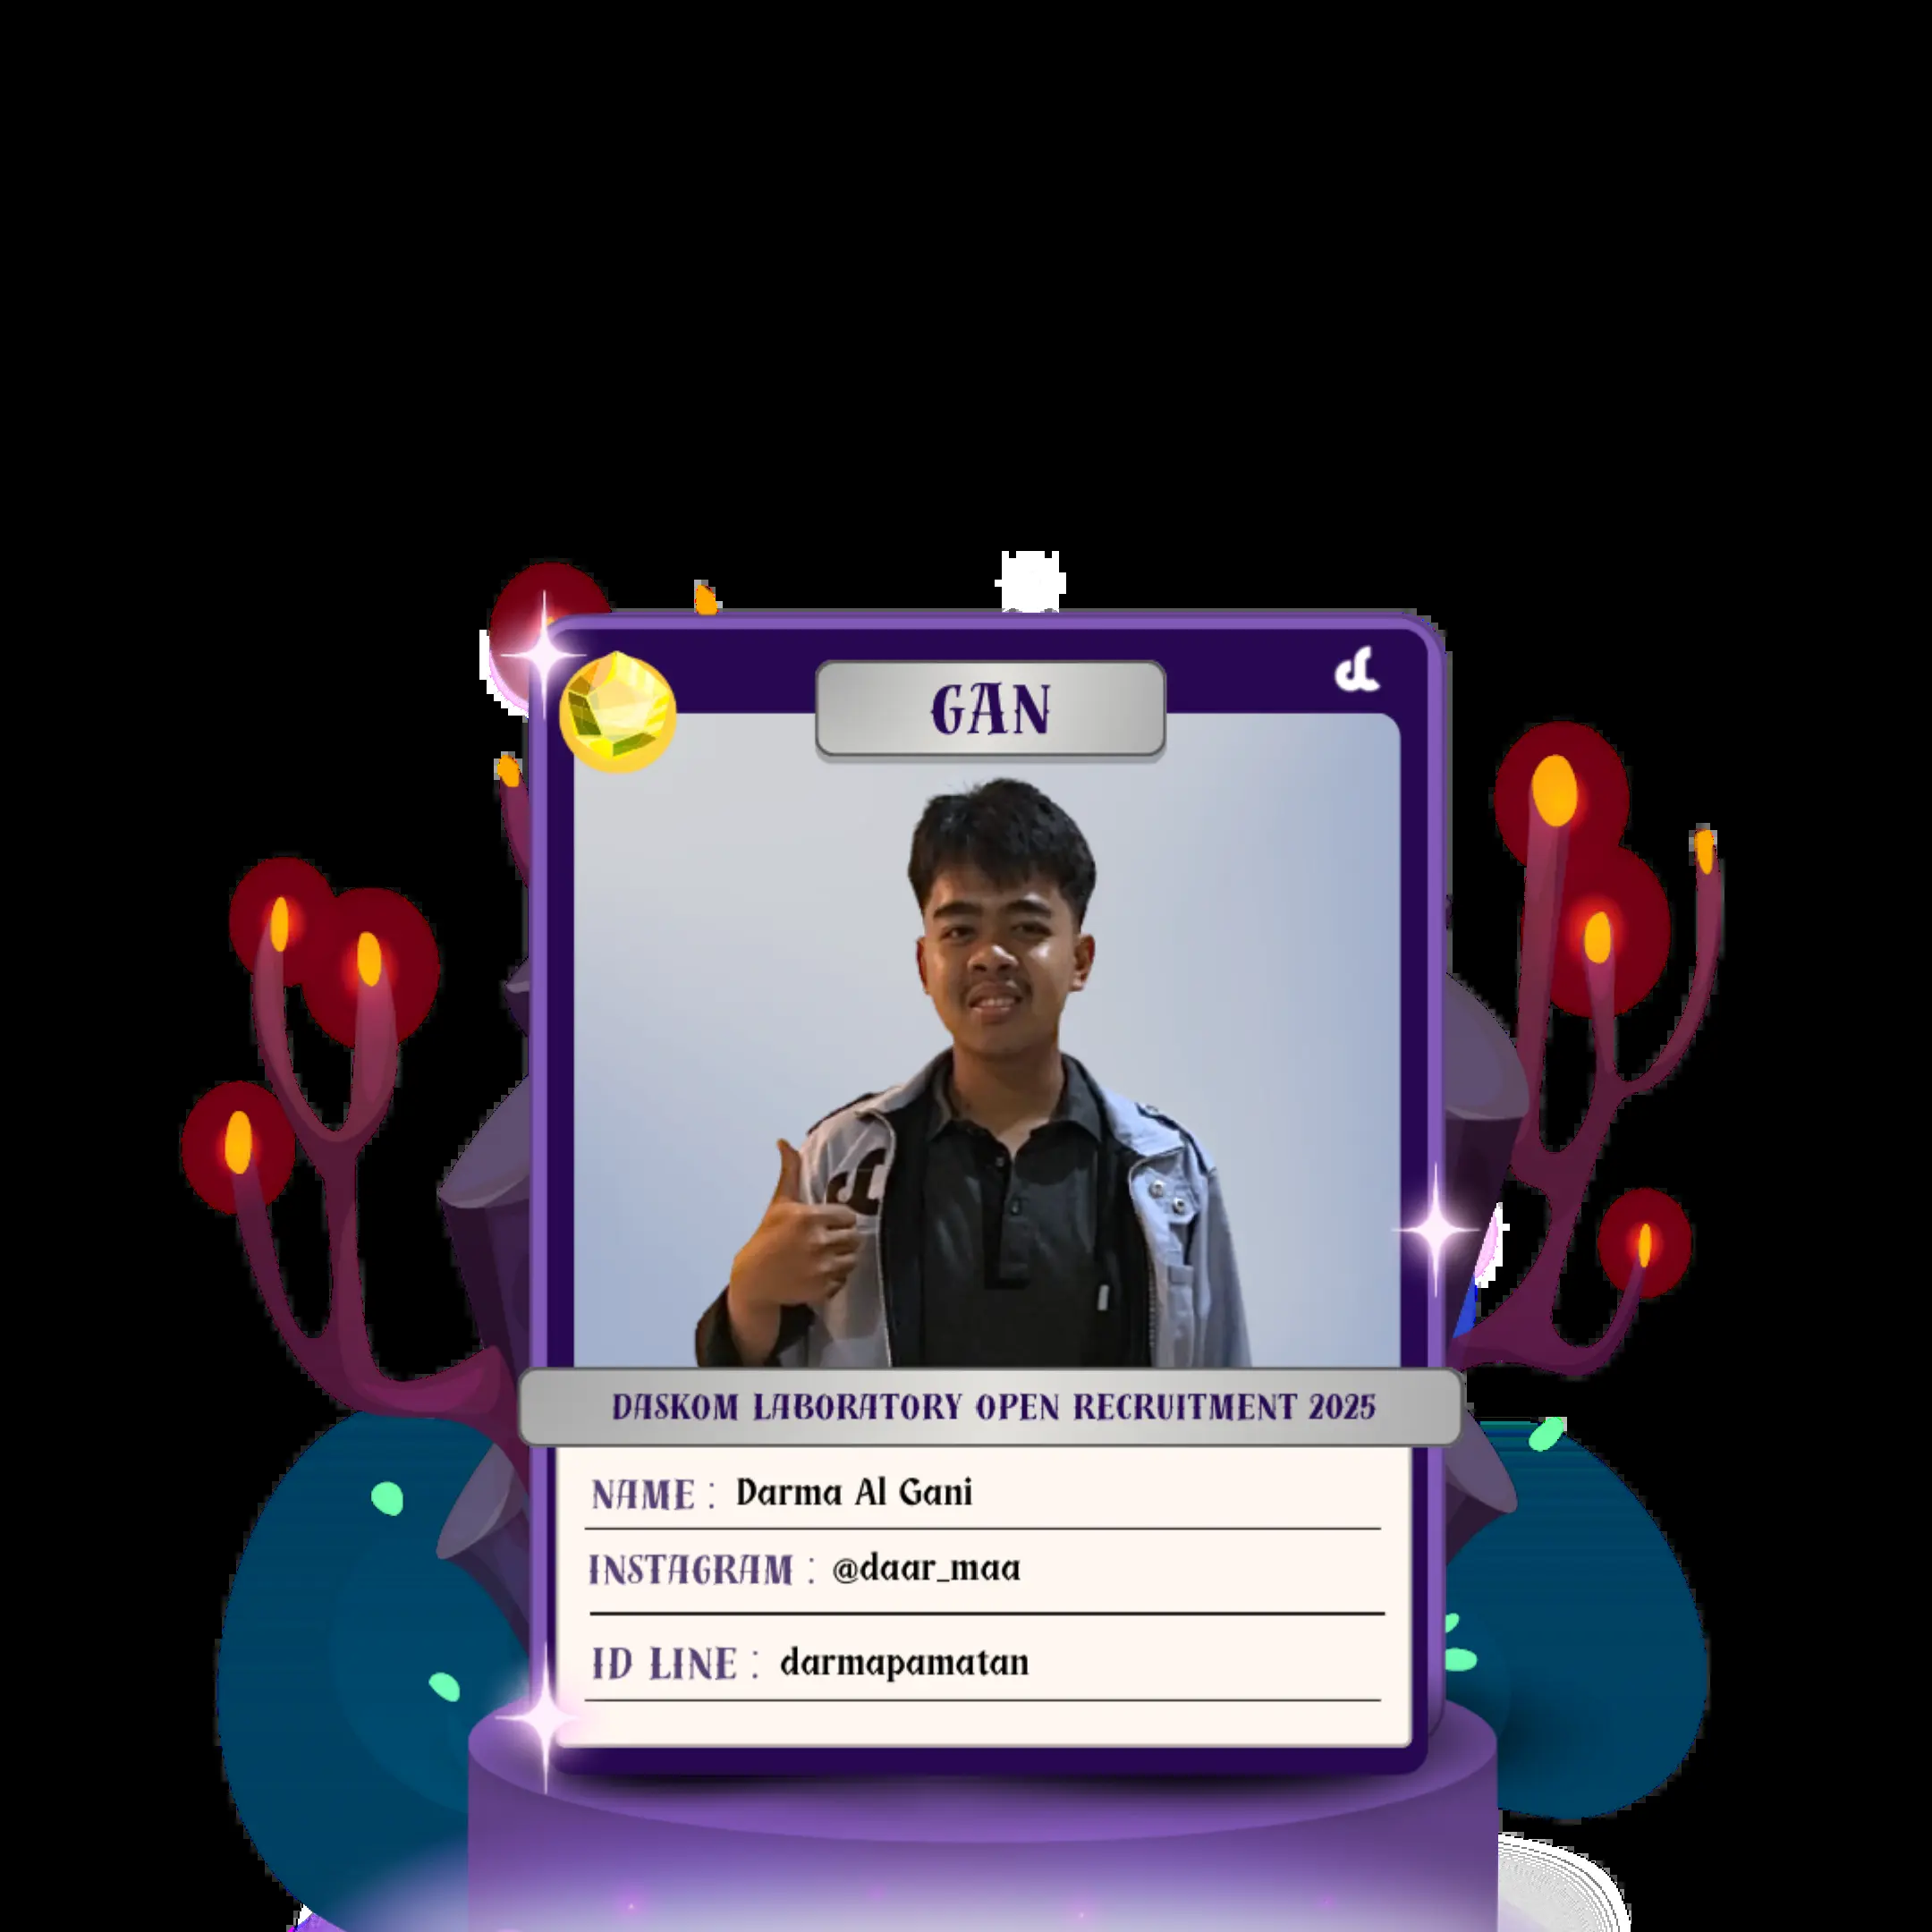 GAN
DASKOM LABORATORY OPEN RECRUITMENT 2025
NAME : Darma Al Gani
INSTAGRAM : @daar_maa
ID LINE : darmapamatan